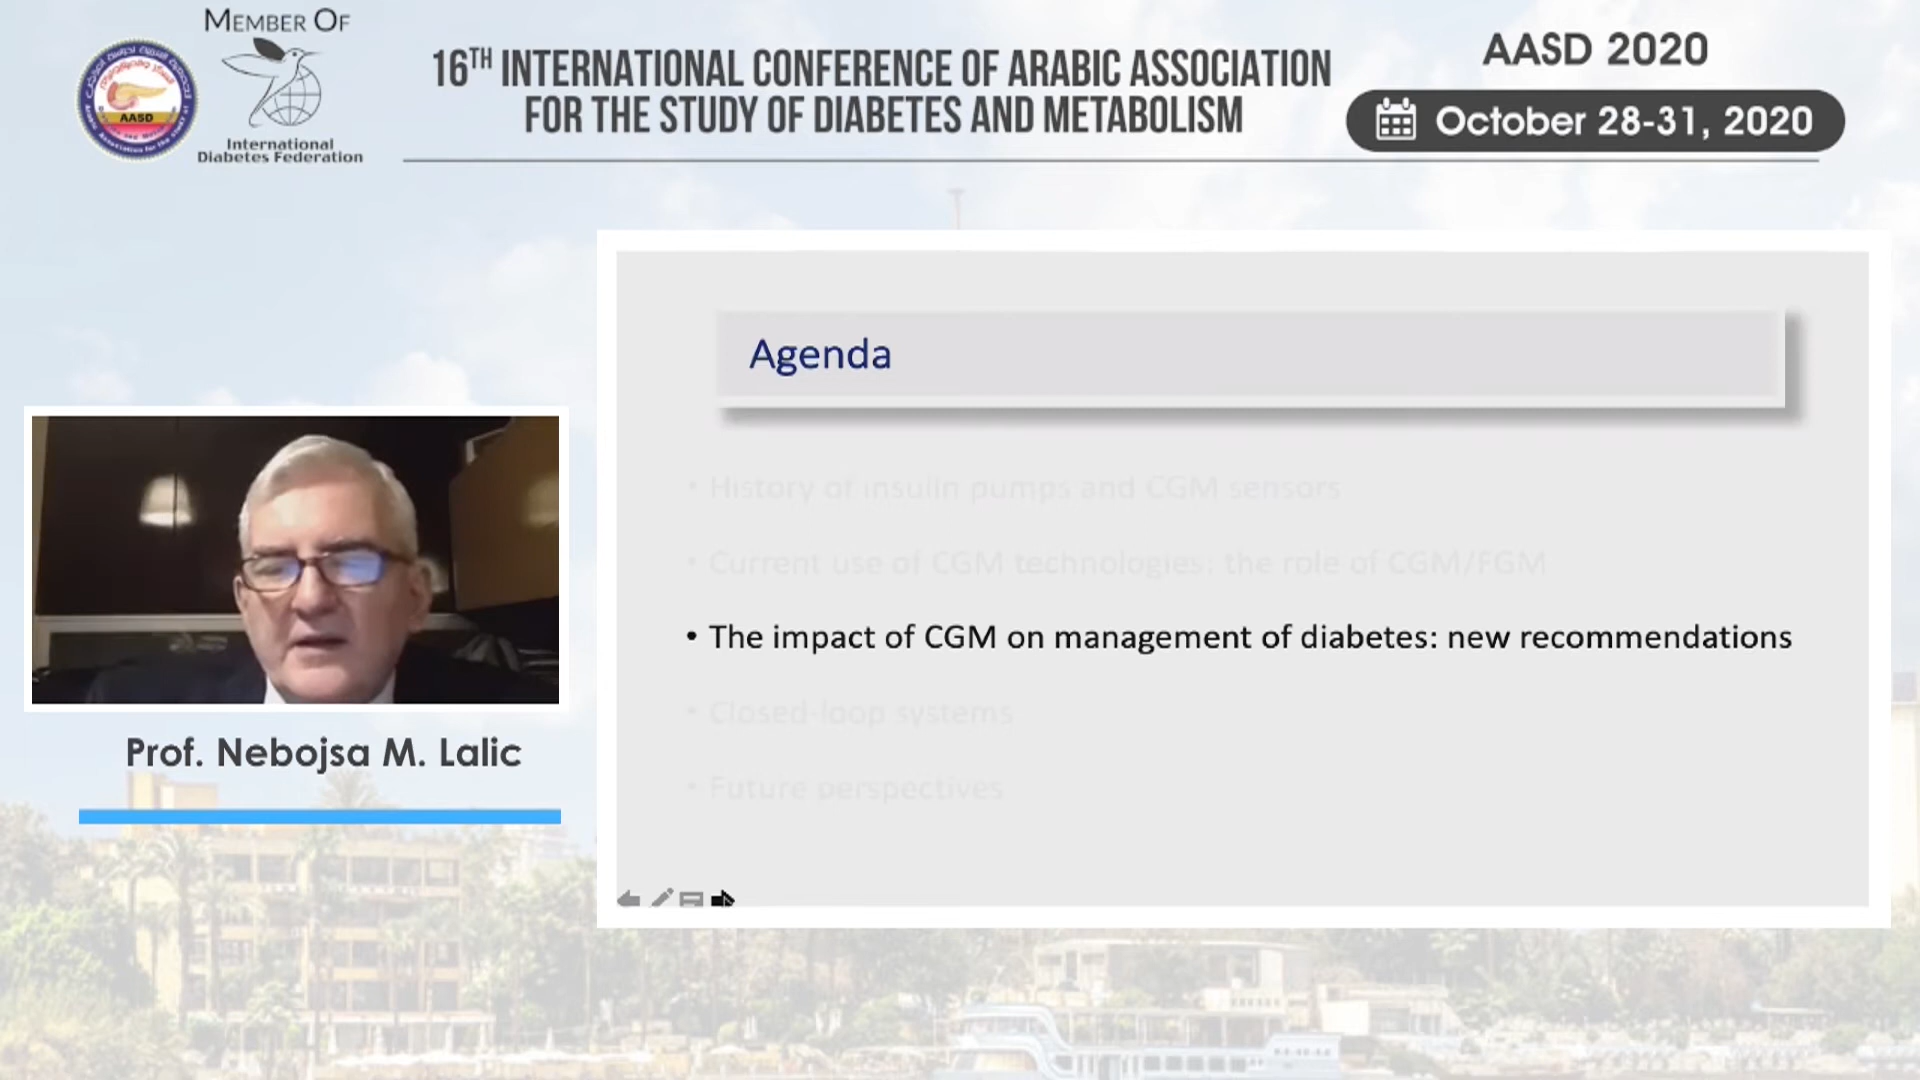 MEMBER OF
International
Diabetes Federation
AASD
16TH INTERNATIONAL CONFERENCE OF ARABIC ASSOCIATION
FOR THE STUDY OF DIABETES AND METABOLISM
AASD 2020
October 28-31, 2020
Agenda
• History of insulin pumps and CGM sensors
• Current use of CGM technologies: the role of CGM/FGM
• The impact of CGM on management of diabetes: new recommendations
• Closed-loop systems
• Future perspectives
Prof. Nebojsa M. Lalic